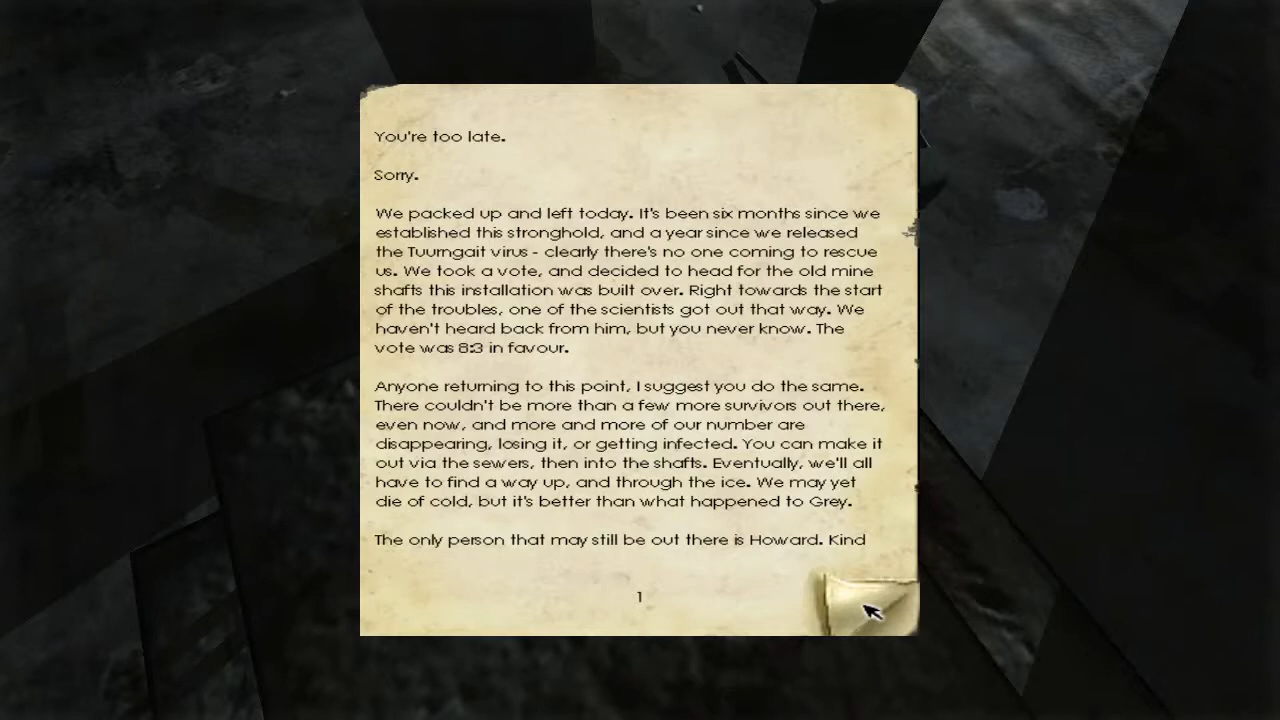 You're too late.
Sorry.
We packed up and left today. It's been six months since we
established this stronghold, and a year since we released
the Tuurngait virus - clearly there's no one coming to rescue
us. We took a vote, and decided to head for the old mine
shafts this installation was built over. Right towards the start
of the troubles, one of the scientists got out that way. We
haven't heard back from him, but you never know. The
vote was 8:3 in favour.
Anyone returning to this point, I suggest you do the same.
There couldn't be more than a few more survivors out there,
even now, and more and more of our number are
disappearing, losing it, or getting infected. You can make it
out via the sewers, then into the shafts. Eventually, we'll all
have to find a way up, and through the ice. We may yet
die of cold, but it's better than what happened to Grey.
The only person that may still be out there is Howard. Kind
1